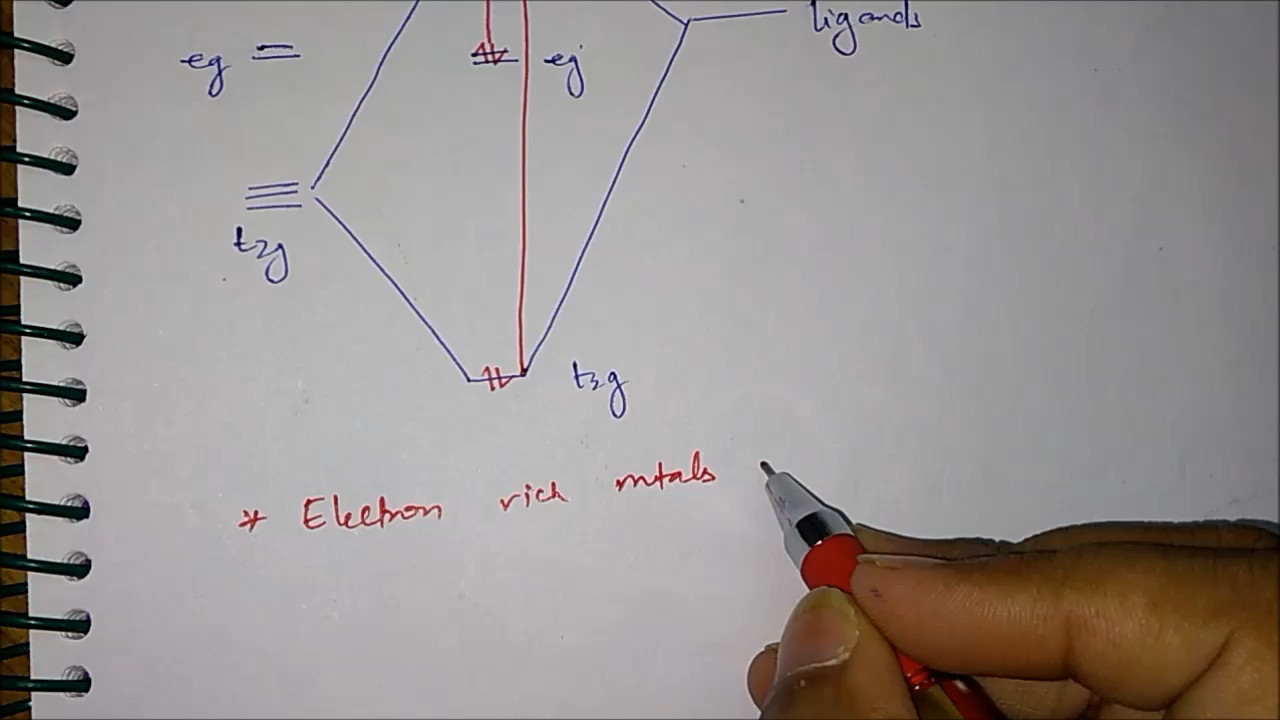 ligands
eg eg
t2g
t2g
* Electron rich metals